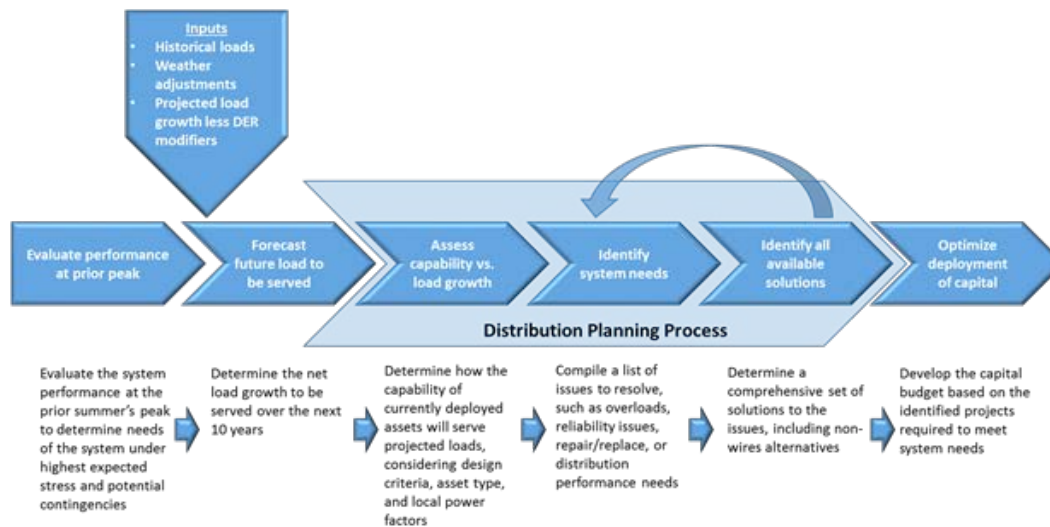 Inputs
• Historical loads
• Weather
adjustments
• Projected load
growth less DER
modifiers
Evaluate performance
at prior peak
Forecast
future load to
be served
Assess
capability vs.
load growth
Identify
system needs
Identify all
available
solutions
Optimize
deployment
of capital
Distribution Planning Process
Evaluate the system
performance at the
prior summer's peak
to determine needs
of the system under
highest expected
stress and potential
contingencies
Determine the net
load growth to be
served over the next
10 years
Determine how the
capability of
currently deployed
assets will serve
projected loads,
considering design
criteria, asset type,
and local power
factors
Compile a list of
issues to resolve,
such as overloads,
reliability issues,
repair/replace, or
distribution
performance needs
Determine a
comprehensive set of
solutions to the
issues, including non-
wires alternatives
Develop the capital
budget based on the
identified projects
required to meet
system needs